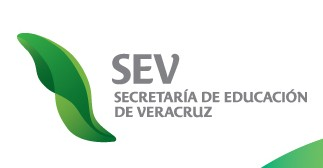 SEV
SECRETARÍA DE EDUCACIÓN
DE VERACRUZ